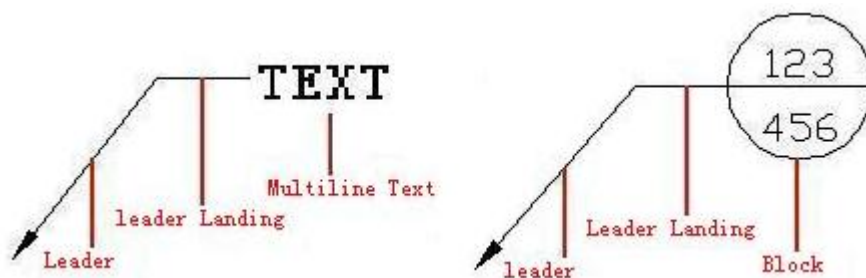 TEXT
Multiline Text
leader Landing
Leader
123
456
Leader Landing
Block
leader